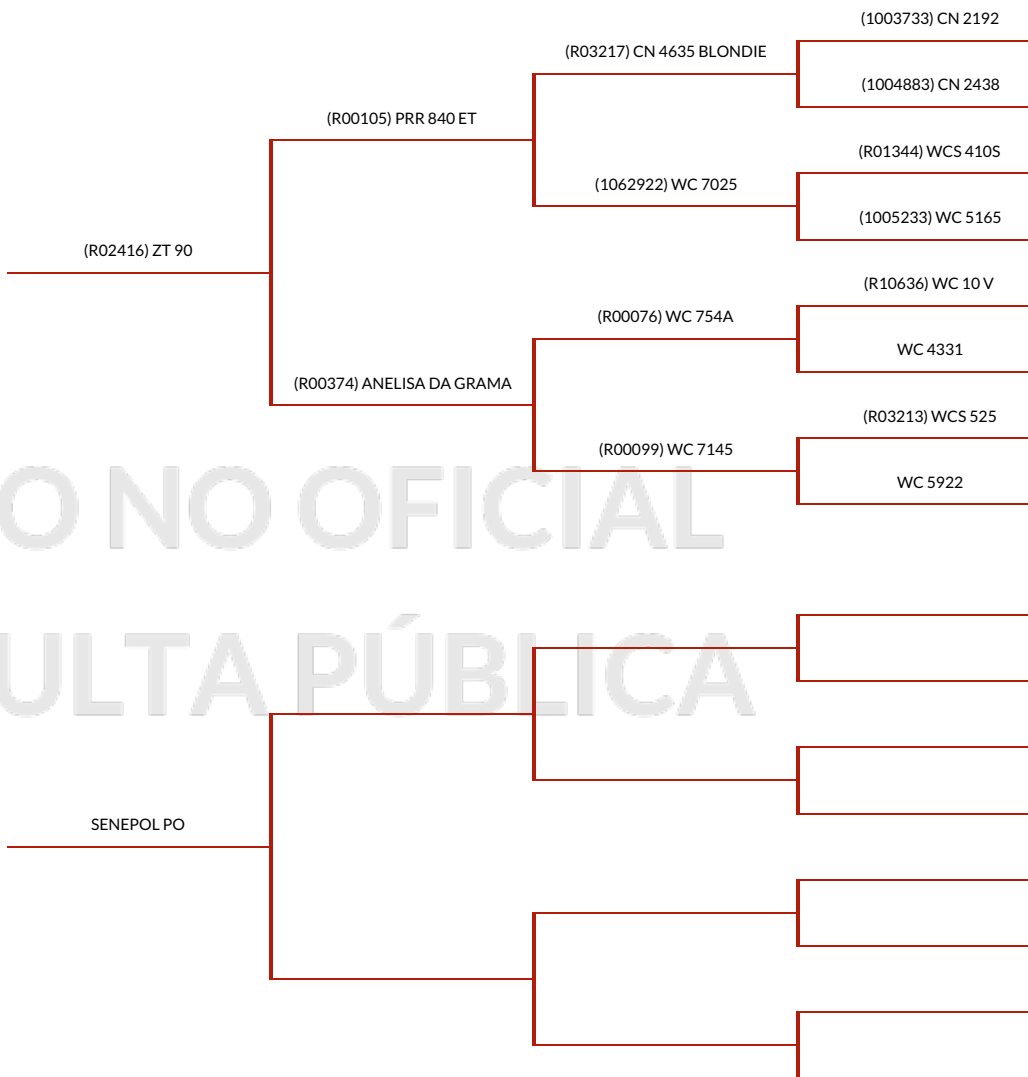 (1003733) CN 2192
(R03217) CN 4635 BLONDIE
(1004883) CN 2438
(R00105) PRR 840 ET
(R01344) WCS 410S
(1062922) WC 7025
(1005233) WC 5165
(R02416) ZT 90
(R10636) WC 10 V
(R00076) WC 754A
WC 4331
(R00374) ANELISA DA GRAMA
(R03213) WCS 525
(R00099) WC 7145
WC 5922
O NO OFICIAL
ULTA PÚBLICA
SENEPOL PO